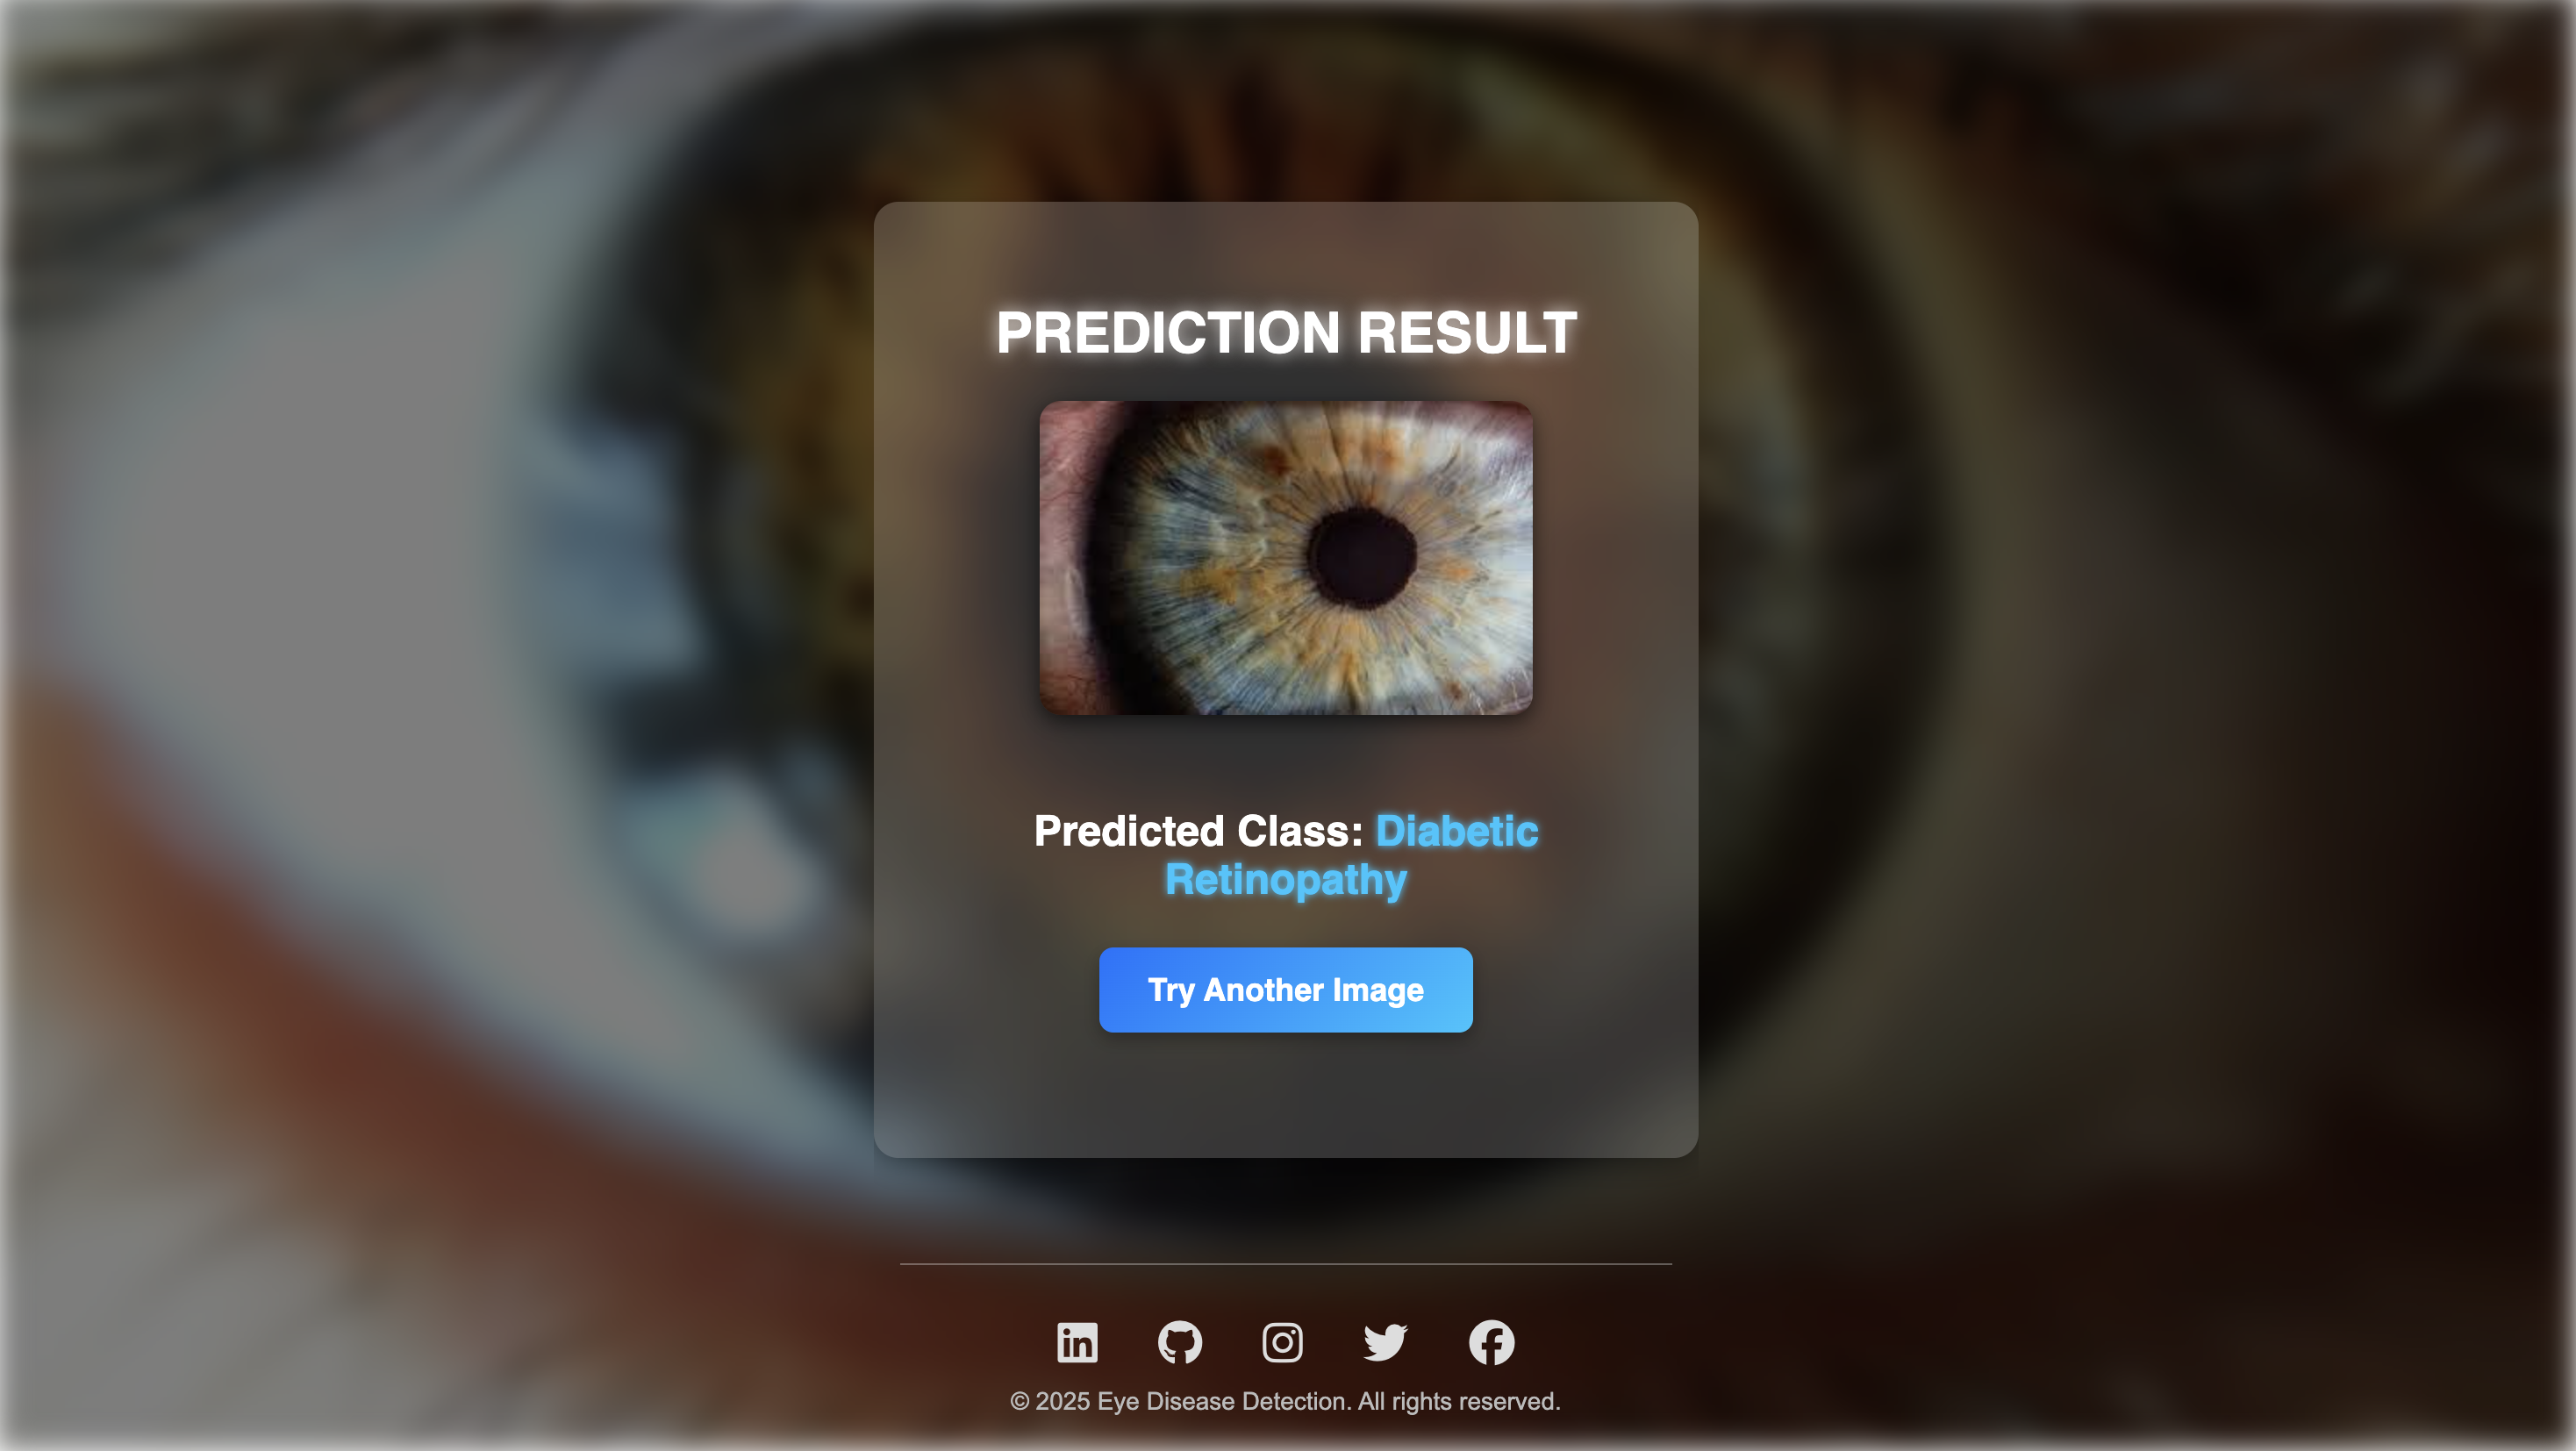 PREDICTION RESULT
Predicted Class: Diabetic
Retinopathy
Try Another Image
© 2025 Eye Disease Detection. All rights reserved.